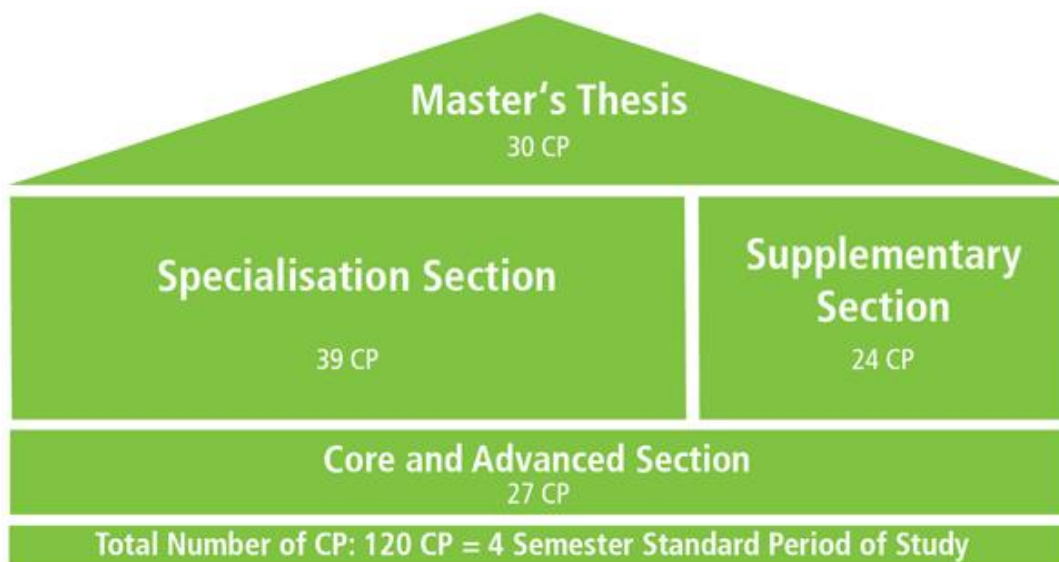 Master‘s Thesis
30 CP
Specialisation Section
39 CP
Supplementary
Section
24 CP
Core and Advanced Section
27 CP
Total Number of CP: 120 CP = 4 Semester Standard Period of Study